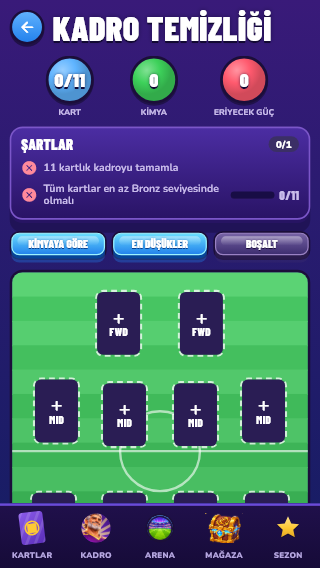 KADRO TEMİZLİĞİ
0/11
0
0
KART
KİMYA
ERİYECEK GÜÇ
ŞARTLAR
0/1
11 kartlık kadroyu tamamla
Tüm kartlar en az Bronz seviyesinde
olmalı
0/11
KİMYAYA GÖRE
EN DÜŞÜKLER
BOŞALT
+
FWD
+
FWD
+
MID
+
MID
+
MID
+
MID
KARTLAR
KADRO
ARENA
MAĞAZA
SEZON